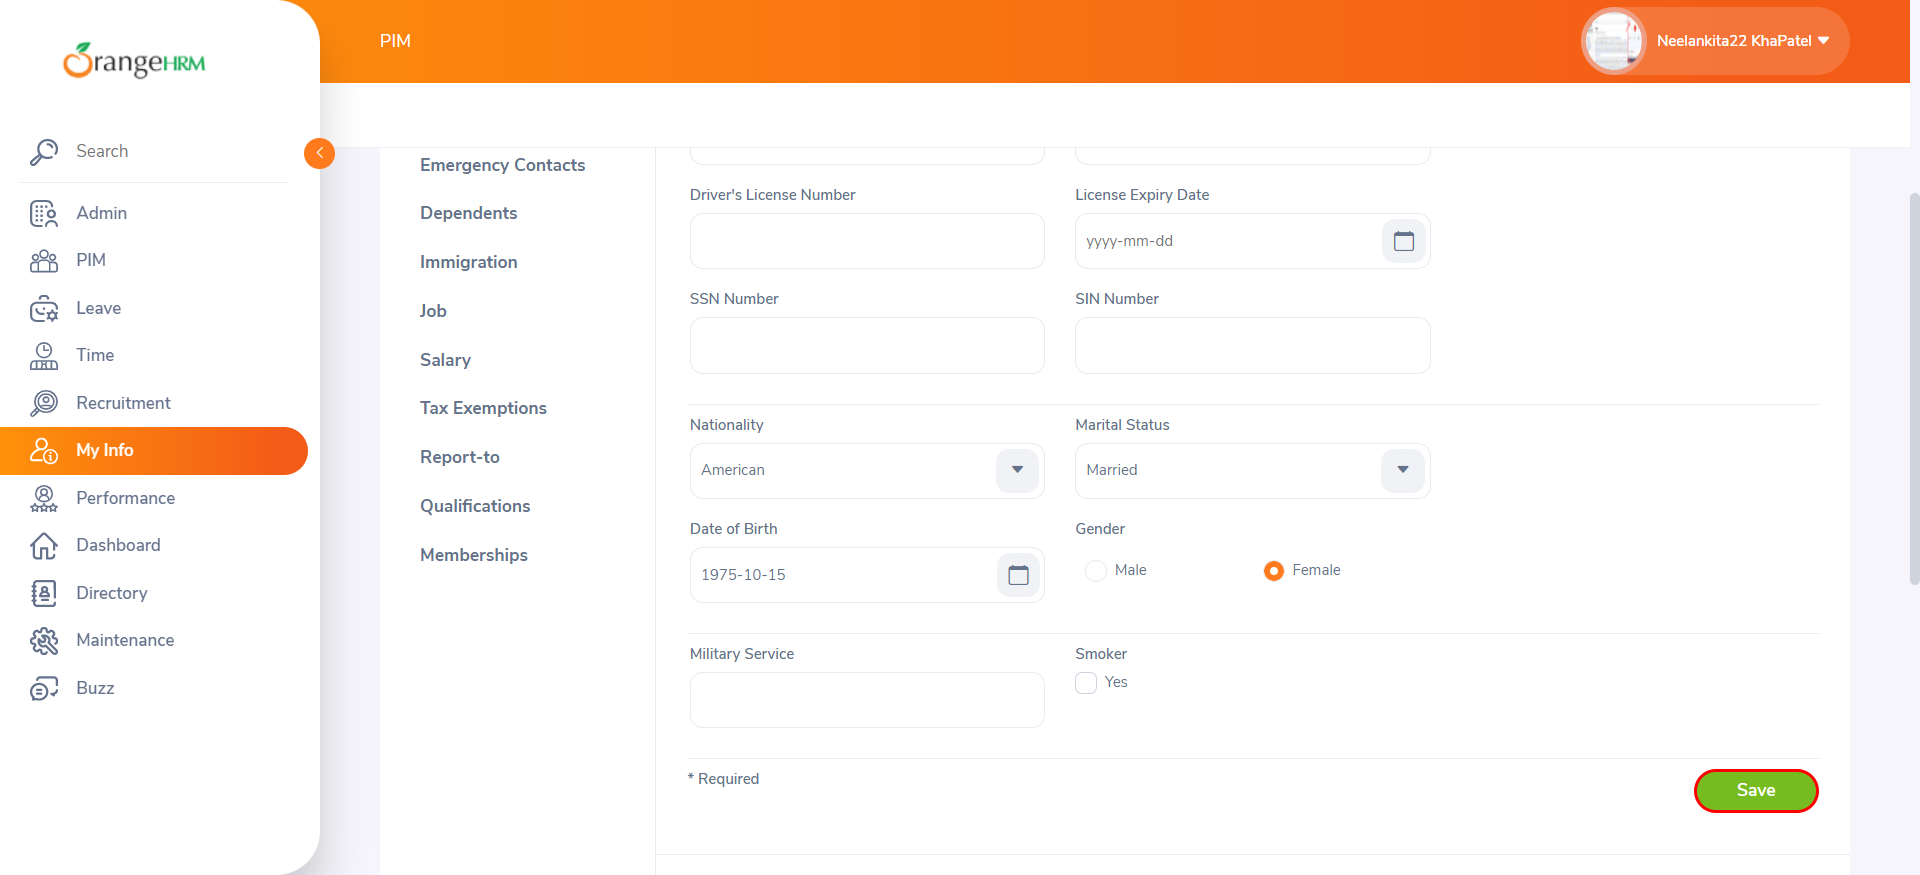 OrangeHRM
PIM
Neelankita22 KhaPatel
Search
Admin
PIM
Leave
Time
Recruitment
My Info
Performance
Dashboard
Directory
Maintenance
Buzz
Emergency Contacts
Dependents
Immigration
Job
Salary
Tax Exemptions
Report-to
Qualifications
Memberships
Driver's License Number
License Expiry Date
yyyy-mm-dd
SSN Number
SIN Number
Nationality
Marital Status
American
Married
Date of Birth
Gender
1975-10-15
Male
Female
Military Service
Smoker
Yes
* Required
Save